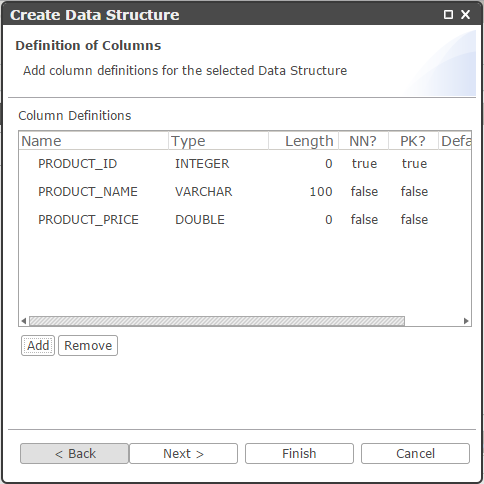 Create Data Structure
Definition of Columns
Add column definitions for the selected Data Structure
Column Definitions
Name Type Length NN? PK? Defa
PRODUCT_ID INTEGER 0 true true
PRODUCT_NAME VARCHAR 100 false false
PRODUCT_PRICE DOUBLE 0 false false
Add Remove
< Back Next > Finish Cancel